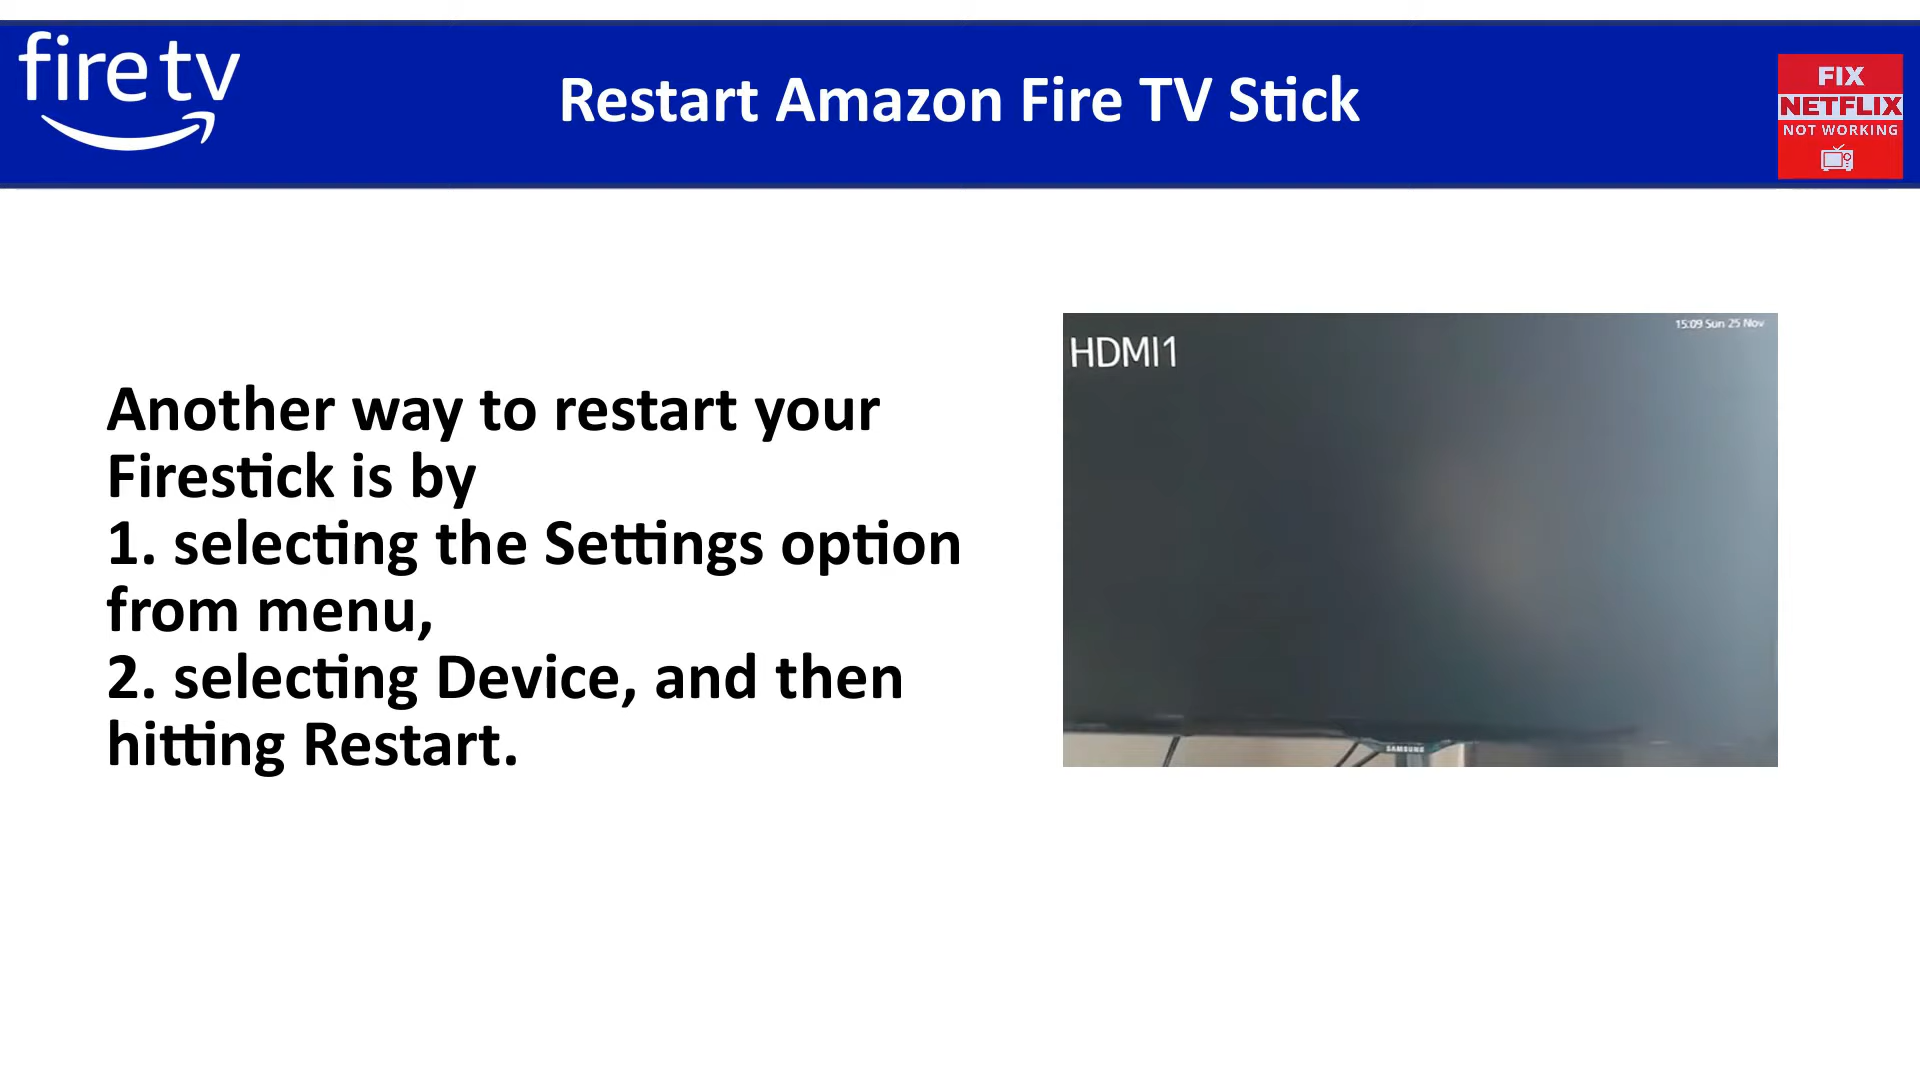 fire tv
Restart Amazon Fire TV Stick
FIX
NETFLIX
NOT WORKING
Another way to restart your
Firestick is by
1. selecting the Settings option
from menu,
2. selecting Device, and then
hitting Restart.
HDMI1
15:09 Sun 25 Nov
SAMSUNG